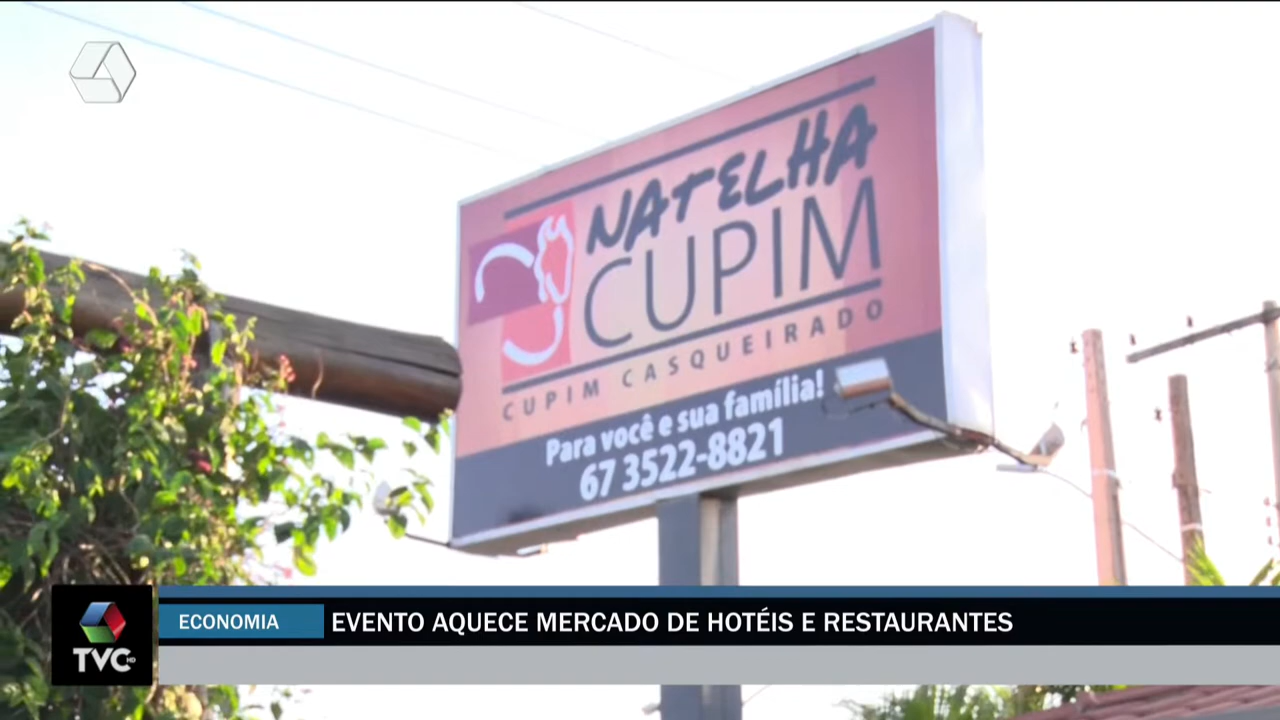 NATELHA
CUPIM
CUPIM CASQUEIRADO
Para você e sua família!
67 3522-8821
ECONOMIA
EVENTO AQUECE MERCADO DE HOTÉIS E RESTAURANTES
TVC HD